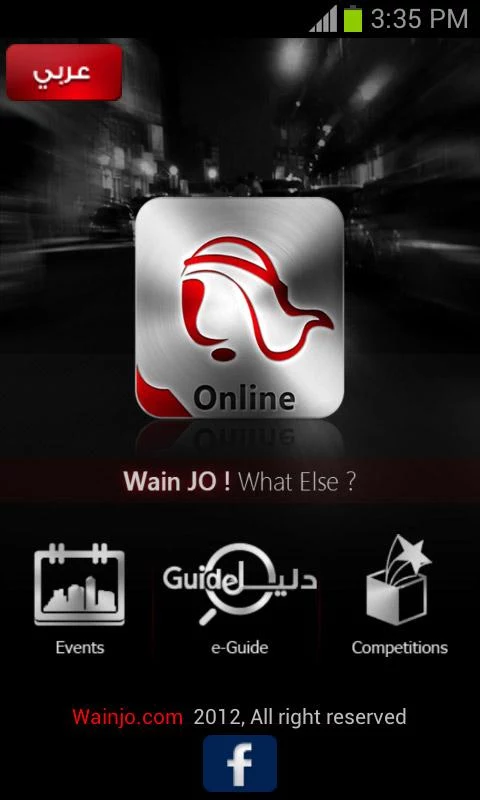 3:35 PM
عربي
Online
Wain JO ! What Else ?
Guide دليل
Events
e-Guide
Competitions
Wainjo.com 2012, All right reserved
f